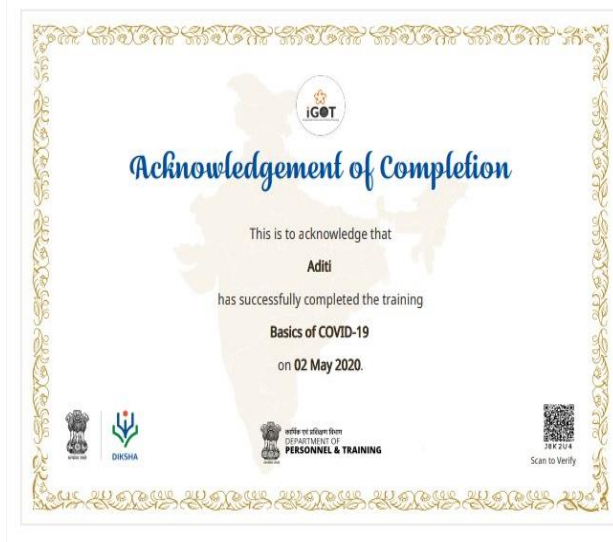 iGOT
Acknowledgement of Completion
This is to acknowledge that
Aditi
has successfully completed the training
Basics of COVID-19
on 02 May 2020.
DIKSHA
कार्मिक एवं प्रशिक्षण विभाग
DEPARTMENT OF
PERSONNEL & TRAINING
J8K2U4
Scan to Verify